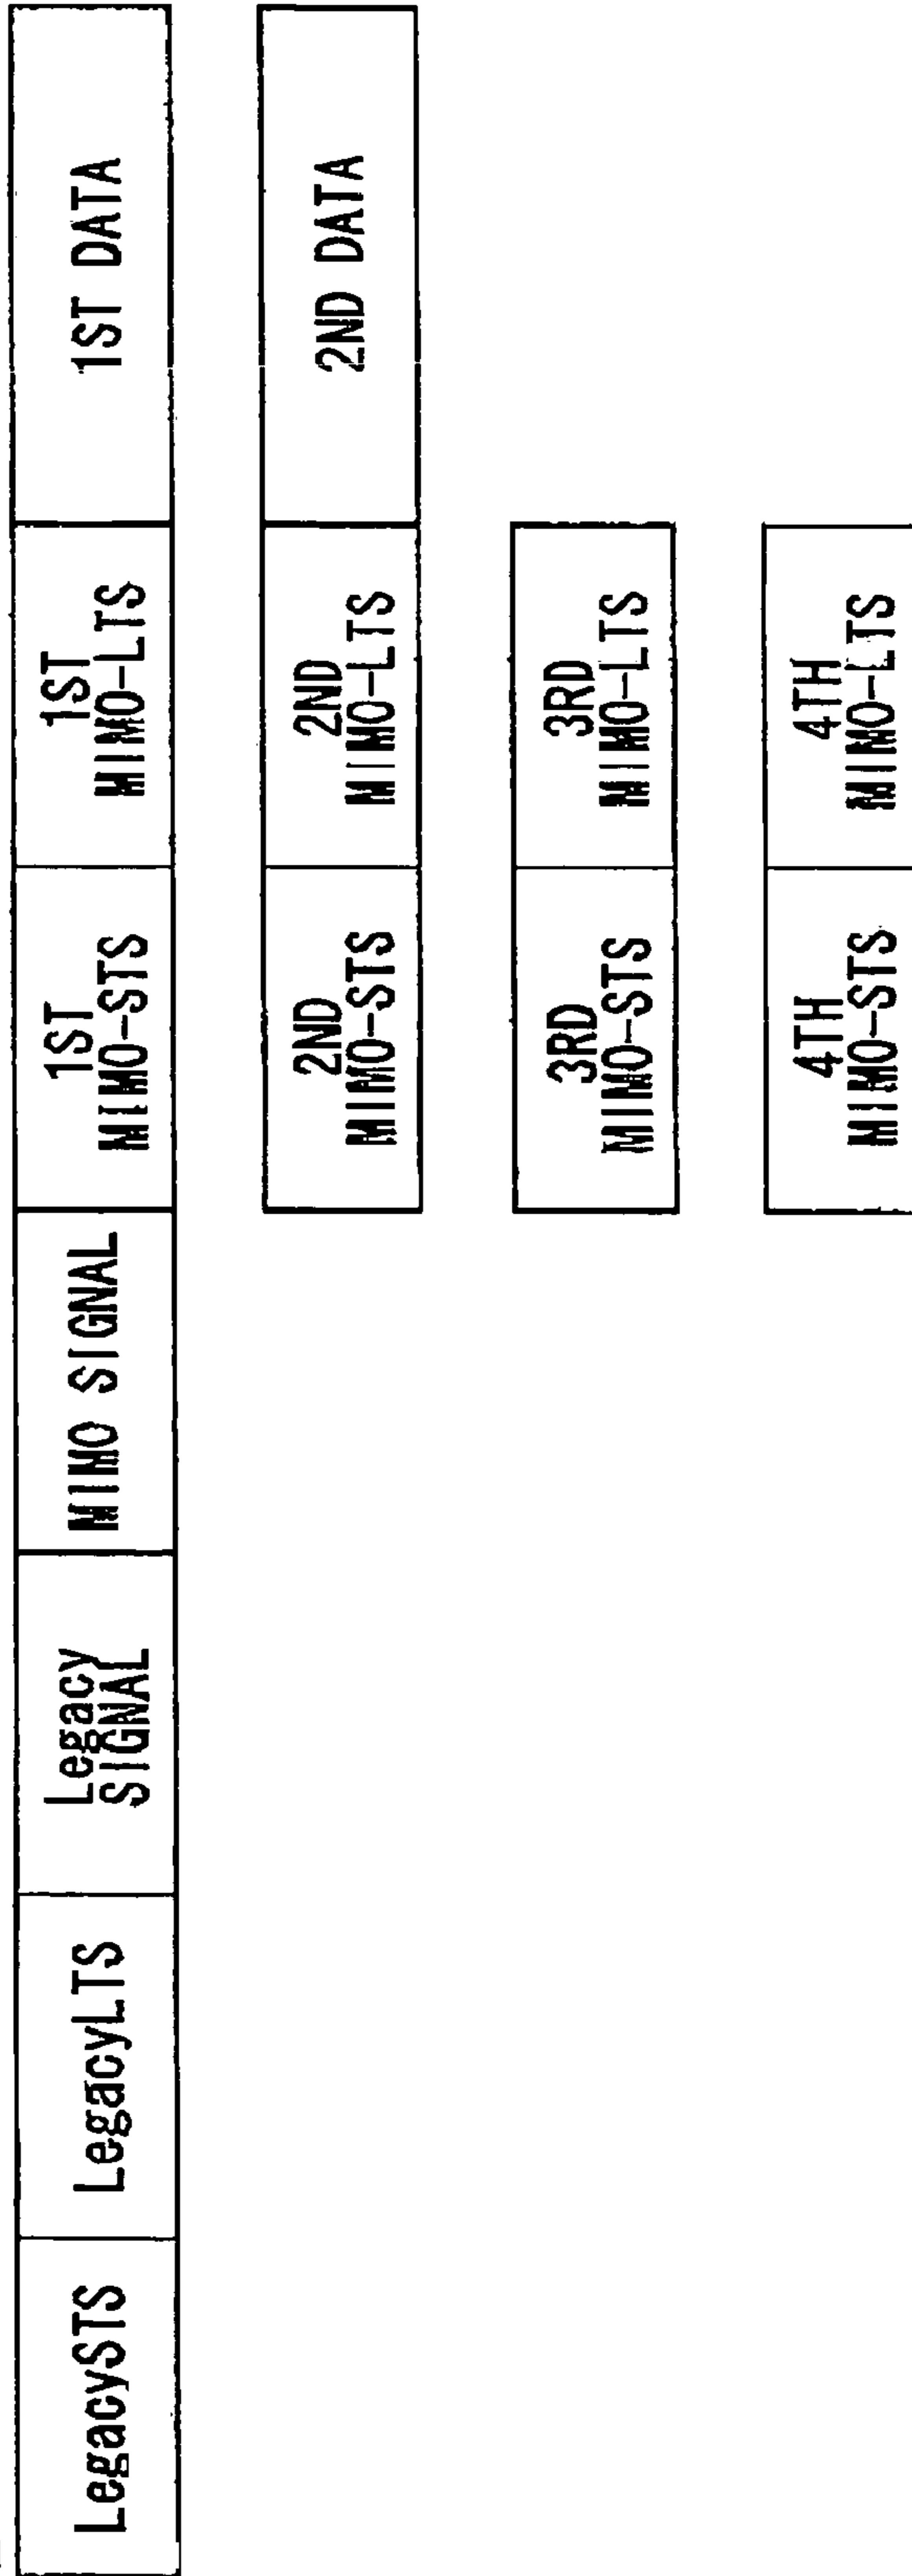 LegacySTS
LegacyLTS
Legacy
SIGNAL
MIMO SIGNAL
1ST
MIMO-STS
1ST
MIMO-LTS
1ST DATA
2ND
MIMO-STS
2ND
MIMO-LTS
2ND DATA
3RD
MIMO-STS
3RD
MIMO-LTS
4TH
MIMO-STS
4TH
MIMO-LTS